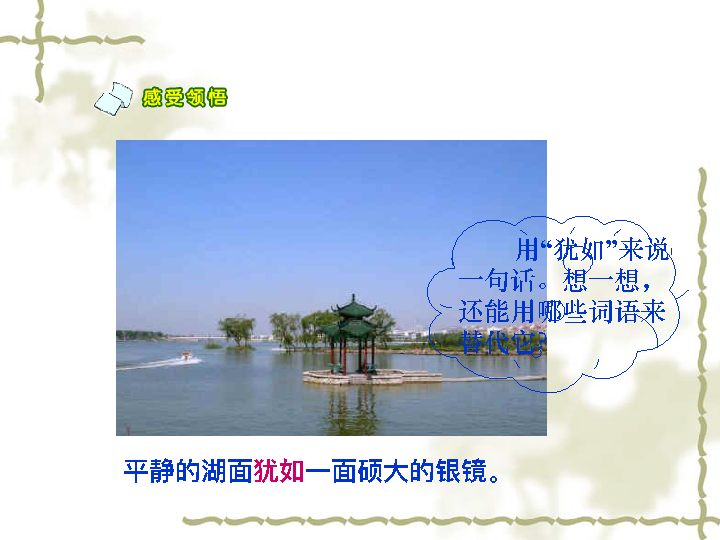 感受领悟
用“犹如”来说
一句话。想一想，
还能用哪些词语来
替代它？
平静的湖面犹如一面硕大的银镜。